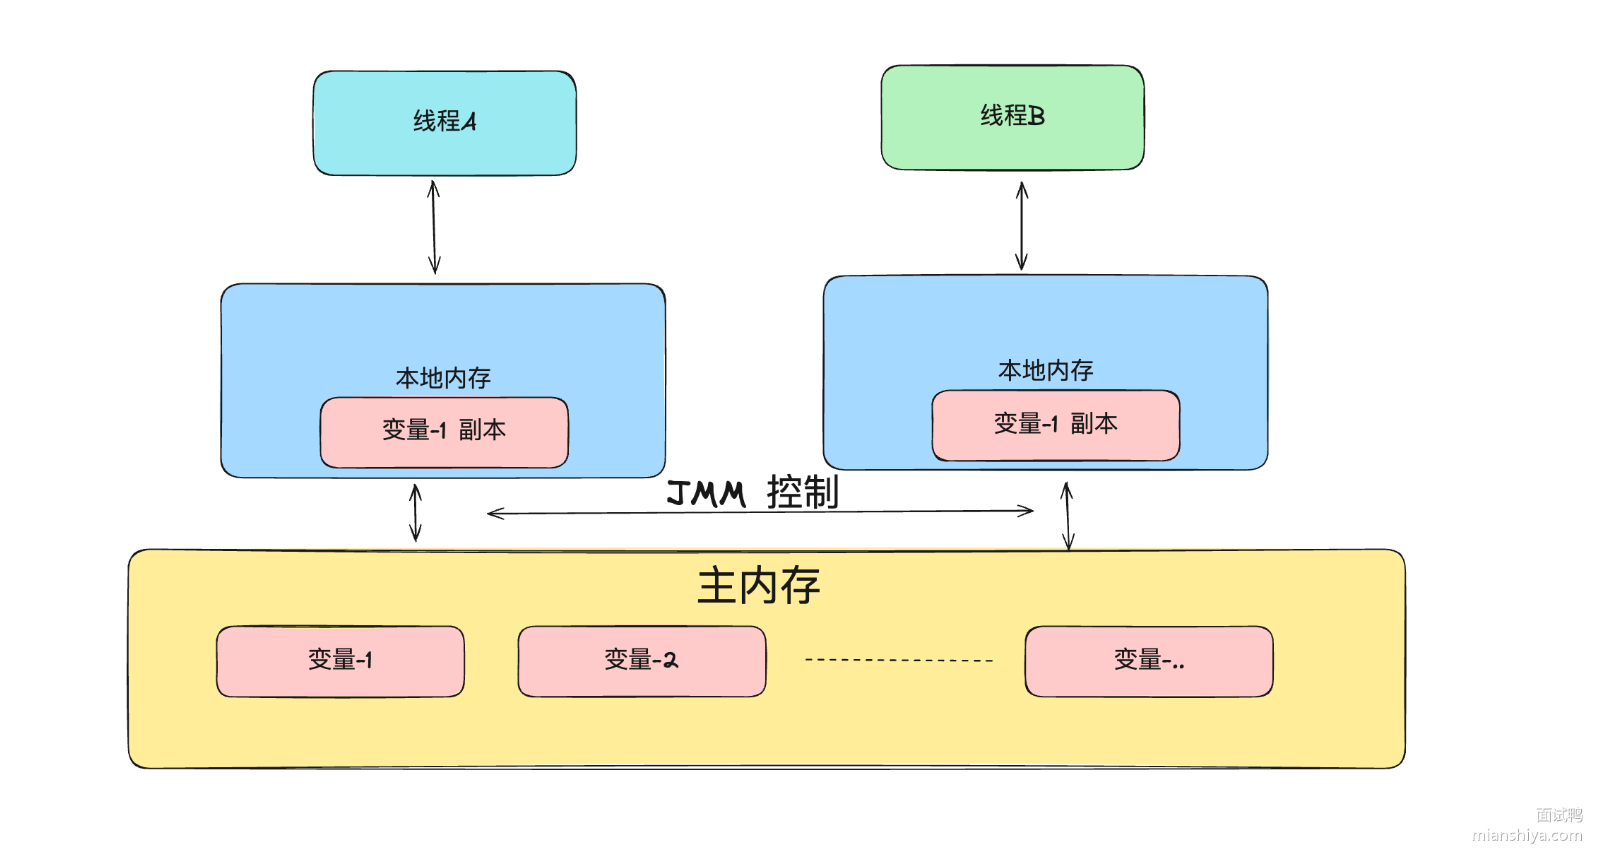 线程A
线程B
本地内存
变量-1 副本
本地内存
变量-1 副本
JMM 控制
主内存
变量-1
变量-2
变量-..
面试鸭
mianshiya.com